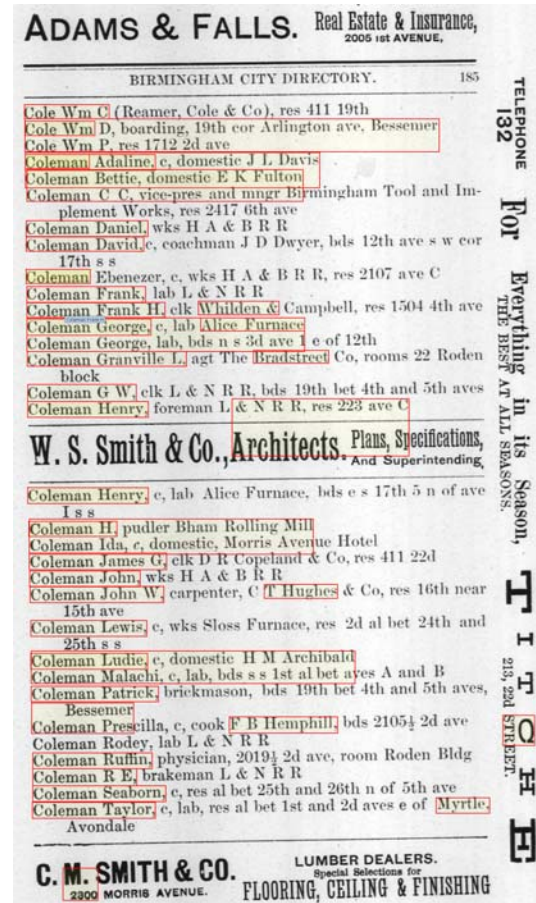 ADAMS & FALLS. Real Estate & Insurance,
2005 1st AVENUE,
BIRMINGHAM CITY DIRECTORY. 185
Cole Wm C (Reamer, Cole & Co), res 411 19th
Cole Wm D, boarding, 19th cor Arlington ave, Bessemer
Cole Wm P, res 1712 2d ave
Coleman Adaline, c, domestic J L Davis
Coleman Bettie, domestic E K Fulton
Coleman C C, vice-pres and mngr Birmingham Tool and Im-
plement Works, res 2417 6th ave
Coleman Daniel, wks H A & B R R
Coleman David, c, coachman J D Dwyer, bds 12th ave s w cor
17th s s
Coleman Ebenezer, c, wks H A & B R R, res 2107 ave C
Coleman Frank, lab L & N R R
Coleman Frank H, clk Whilden & Campbell, res 1504 4th ave
Coleman George, c, lab Alice Furnace
Coleman George, lab, bds n s 3d ave 1 e of 12th
Coleman Granville L, agt The Bradstreet Co, rooms 22 Roden
block
Coleman G W, clk L & N R R, bds 19th bet 4th and 5th aves
Coleman Henry, foreman L & N R R, res 223 ave C
W. S. Smith & Co., Architects. Plans, Specifications,
And Superintending
Coleman Henry, c, lab Alice Furnace, bds e s 17th 5 n of ave
I s s
Coleman H, pudler Bham Rolling Mill
Coleman Ida, c, domestic, Morris Avenue Hotel
Coleman James G, clk D R Copeland & Co, res 411 22d
Coleman John, wks H A & B R R
Coleman John W, carpenter, C T Hughes & Co, res 16th near
15th ave
Coleman Lewis, c, wks Sloss Furnace, res 2d al bet 24th and
25th s s
Coleman Ludie, c, domestic H M Archibald
Coleman Malachi, c, lab, bds s s 1st al bet aves A and B
Coleman Patrick, brickmason, bds 19th bet 4th and 5th aves,
Bessemer
Coleman Prescilla, c, cook F B Hemphill, bds 2105½ 2d ave
Coleman Rodey, lab L & N R R
Coleman Ruffin, physician, 2019½ 2d ave, room Roden Bldg
Coleman R E, brakeman L & N R R
Coleman Seaborn, c, res al bet 25th and 26th n of 5th ave
Coleman Taylor, c, lab, res al bet 1st and 2d aves e of Myrtle,
Avondale
C. M. SMITH & CO.
2300 MORRIS AVENUE.
LUMBER DEALERS.
Special Selections for
FLOORING, CEILING & FINISHING
TELEPHONE
132
For Everything in its Season,
THE BEST AT ALL SEASONS.
TITCHE
213, 22d STREET.